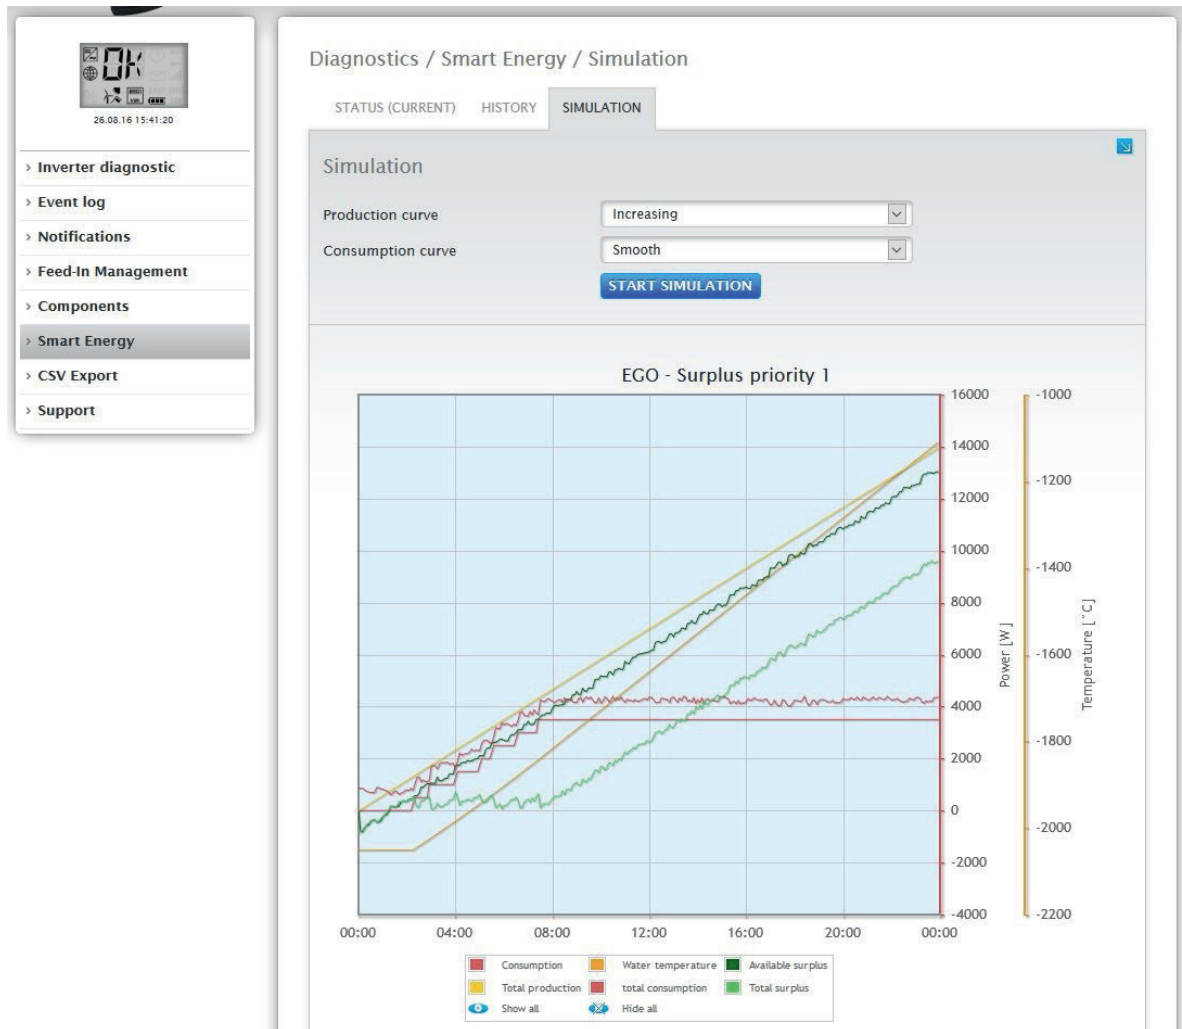 OK
26.08.16 15:41:20
› Inverter diagnostic
› Event log
› Notifications
› Feed-In Management
› Components
› Smart Energy
› CSV Export
› Support
Diagnostics / Smart Energy / Simulation
STATUS (CURRENT) HISTORY SIMULATION
Simulation
Production curve Increasing
Consumption curve Smooth
START SIMULATION
EGO - Surplus priority 1
16000 -1000
14000
12000 -1200
10000
-1400
8000
6000 -1600
4000
-1800
2000
0
-2000
-2000
-4000 -2200
Power [W]
Temperature [°C]
00:00 04:00 08:00 12:00 16:00 20:00 00:00
Consumption Water temperature Available surplus
Total production total consumption Total surplus
Show all Hide all